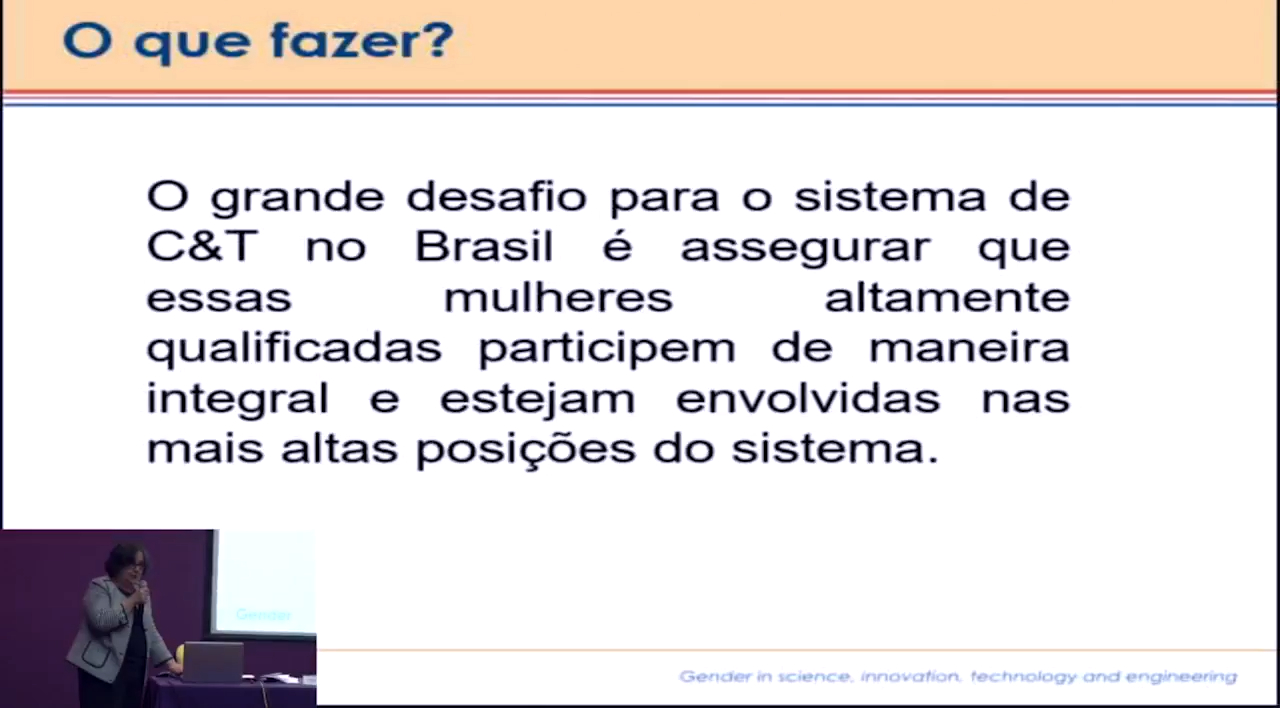 O que fazer?
O grande desafio para o sistema de
C&T no Brasil é assegurar que
essas mulheres altamente
qualificadas participem de maneira
integral e estejam envolvidas nas
mais altas posições do sistema.
Gender
Gender in science, innovation, technology and engineering